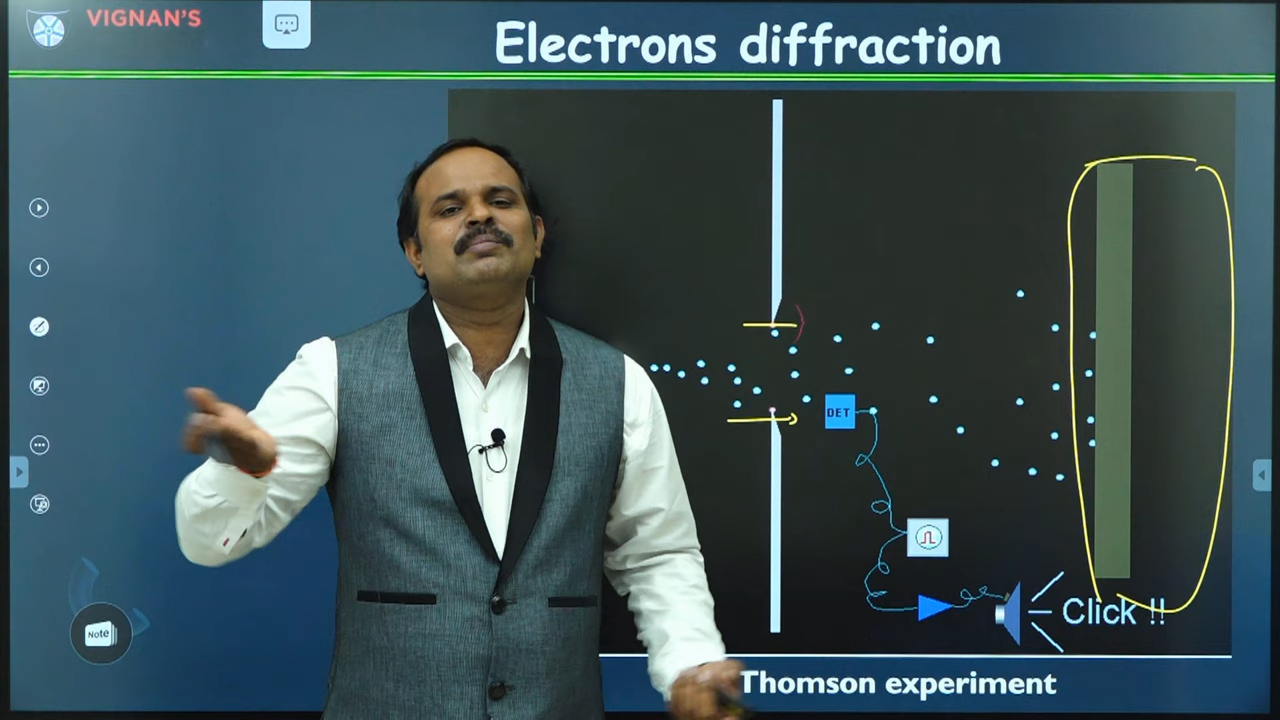 VIGNAN'S
Electrons diffraction
DET
Click !!
Note
Thomson experiment